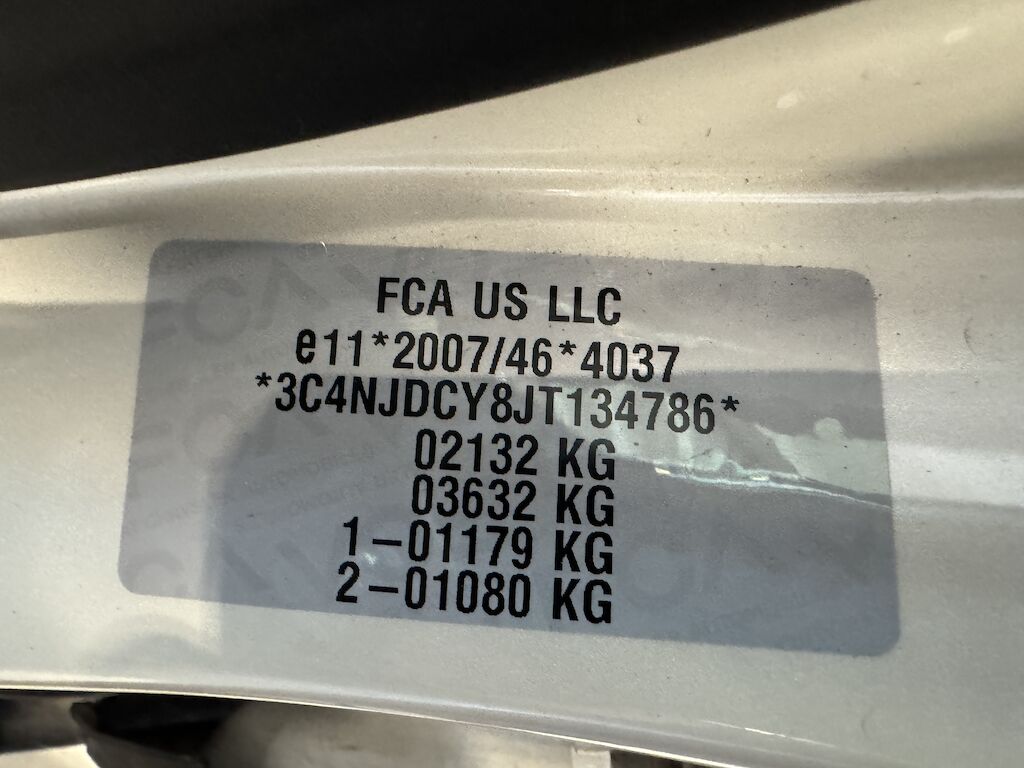 FCA US LLC
e11*2007/46*4037
*3C4NJDCY8JT134786*
02132 KG
03632 KG
1-01179 KG
2-01080 KG